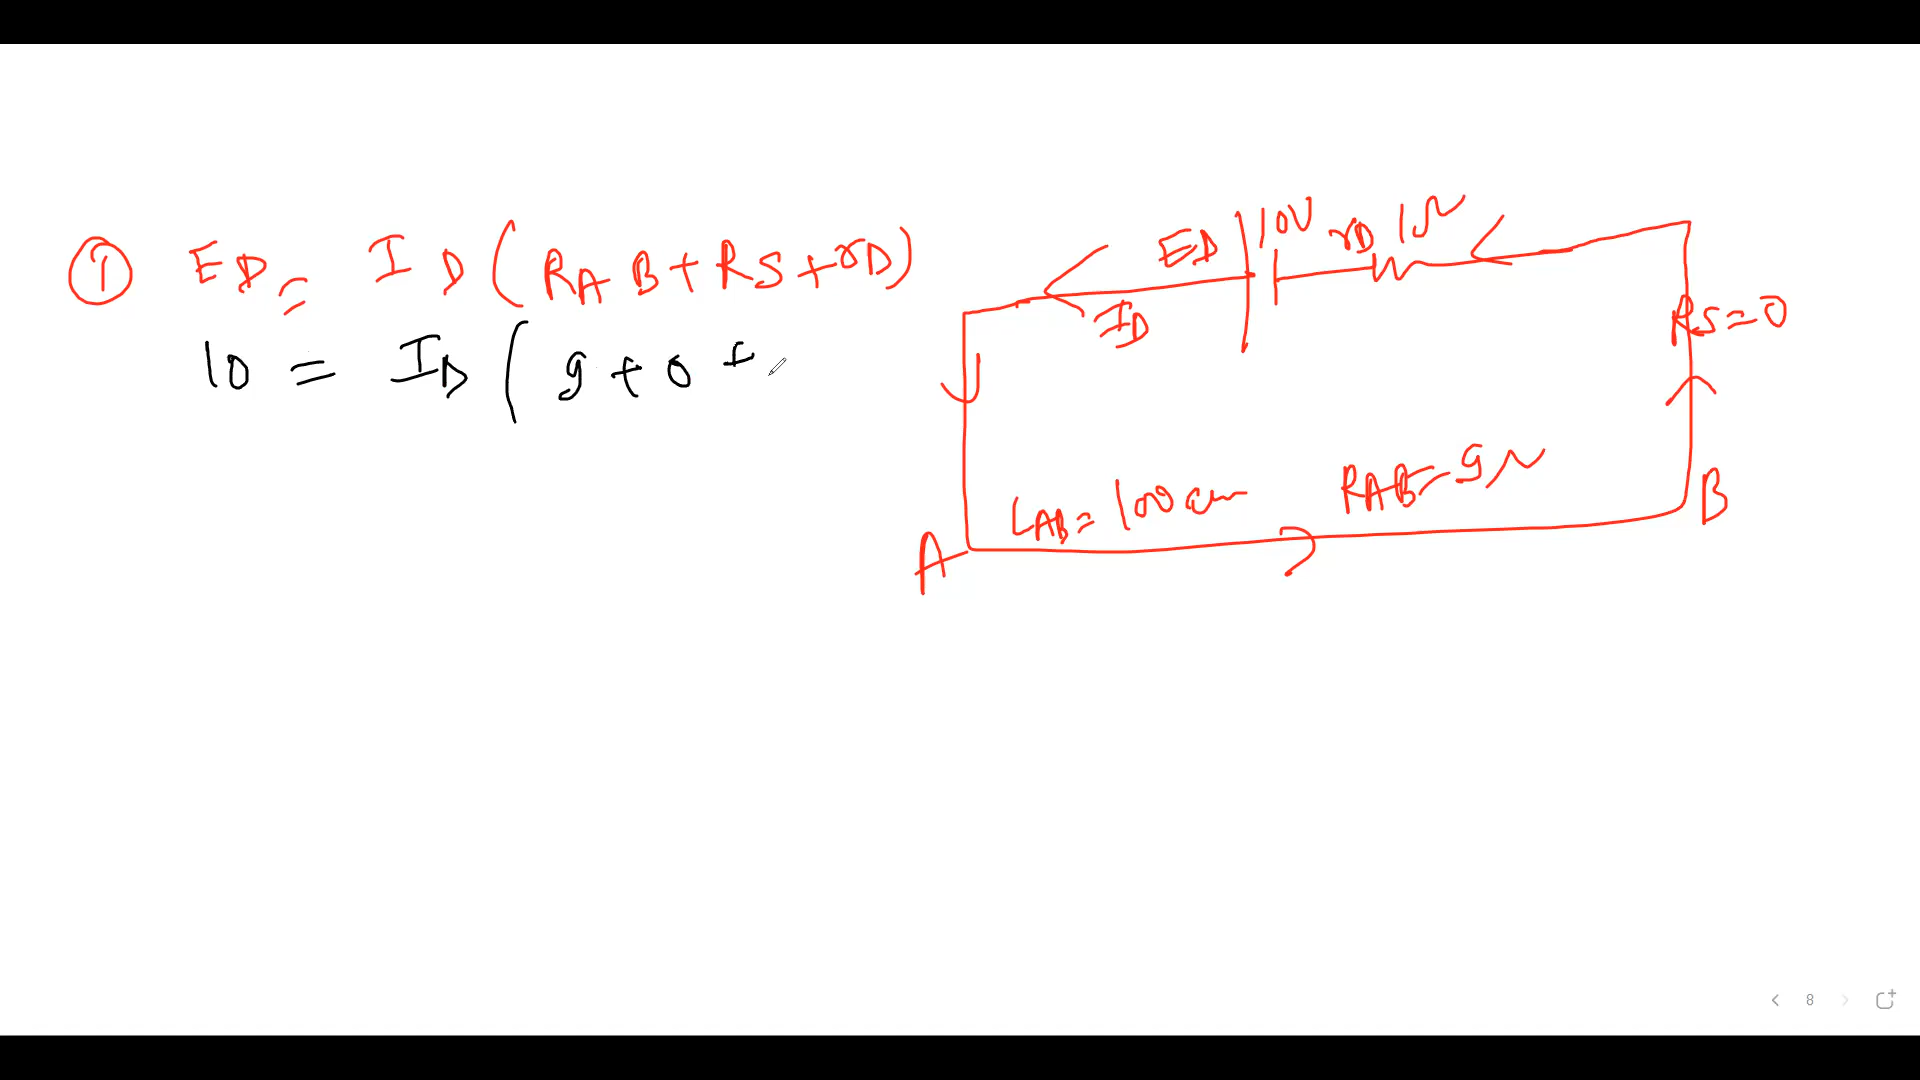 ① ED = ID (RAB + RS + rD)
10 = ID ( 9 + 0 +
ED 10V rD 1Ω
ID
RS = 0
LAB = 100 cm
RAB = 9Ω
A
B
8